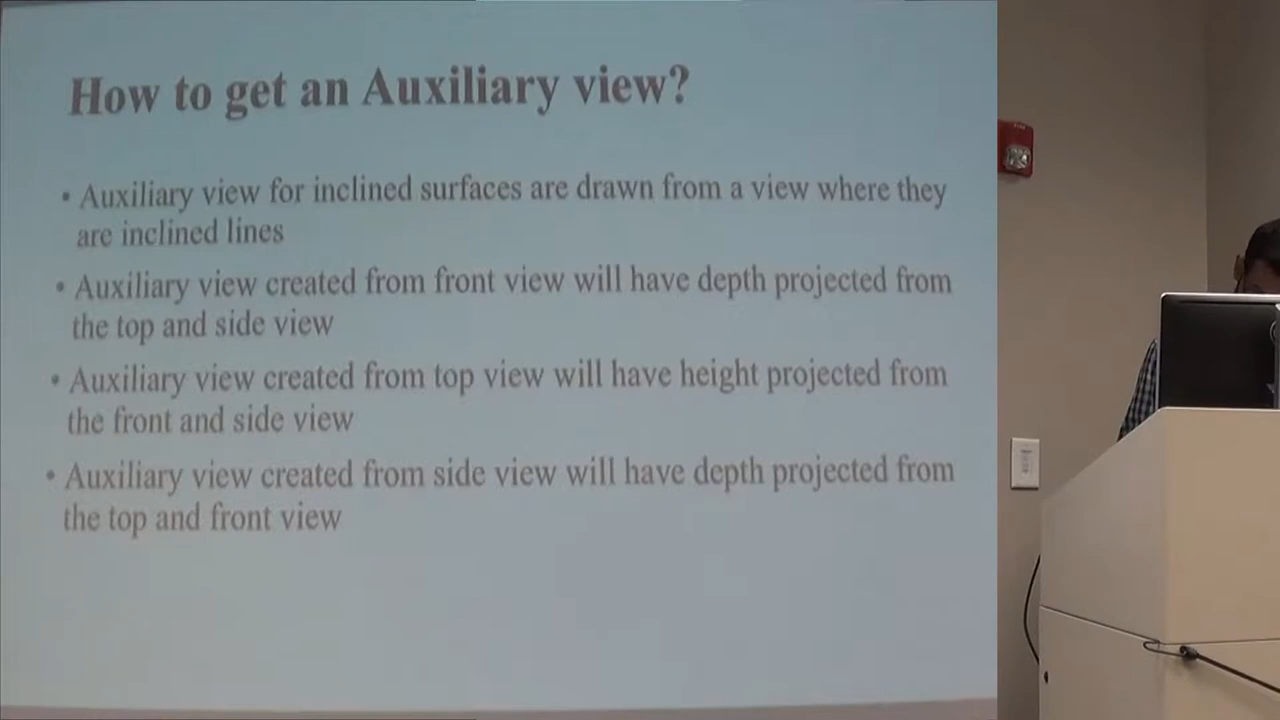 How to get an Auxiliary view?
• Auxiliary view for inclined surfaces are drawn from a view where they
are inclined lines
• Auxiliary view created from front view will have depth projected from
the top and side view
• Auxiliary view created from top view will have height projected from
the front and side view
• Auxiliary view created from side view will have depth projected from
the top and front view